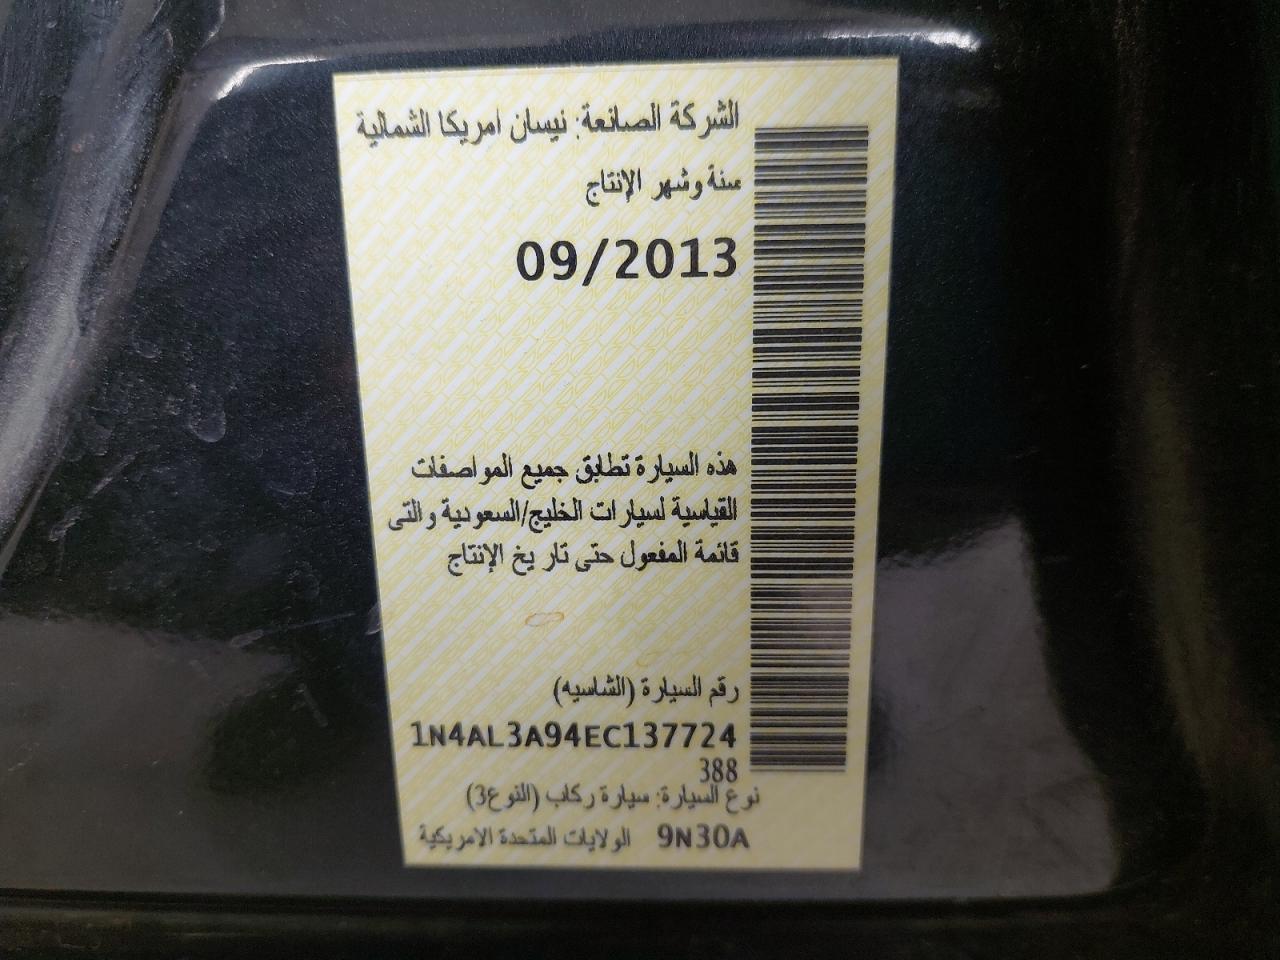 الشركة الصانعة: نيسان امريكا الشمالية
سنة وشهر الإنتاج
09/2013
هذه السيارة تطابق جميع المواصفات
القياسية لسيارات الخليج/السعودية والتى
قائمة المفعول حتى تاريخ الإنتاج
رقم السيارة (الشاسيه)
1N4AL3A94EC137724
388
نوع السيارة: سيارة ركاب (النوع3)
9N30A الولايات المتحدة الامريكية